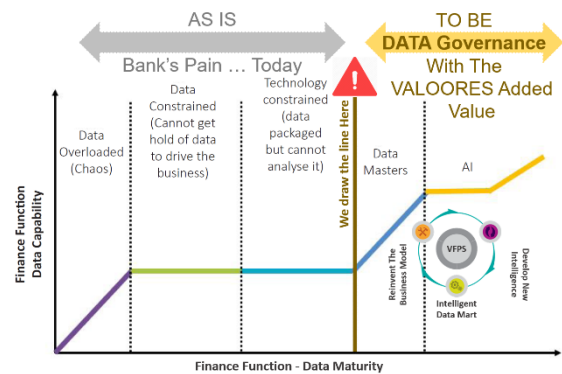 AS IS
Bank's Pain ... Today
TO BE
DATA Governance
With The
VALOORES Added
Value
Data
Overloaded
(Chaos)
Data
Constrained
(Cannot get
hold of data
to drive the
business)
Technology
constrained
(data
packaged
but cannot
analyse it)
We draw the line Here
Data
Masters
AI
VFPS
Reinvent The
Business Model
Intelligent
Data Mart
Develop New
Intelligence
Finance Function
Data Capability
Finance Function - Data Maturity